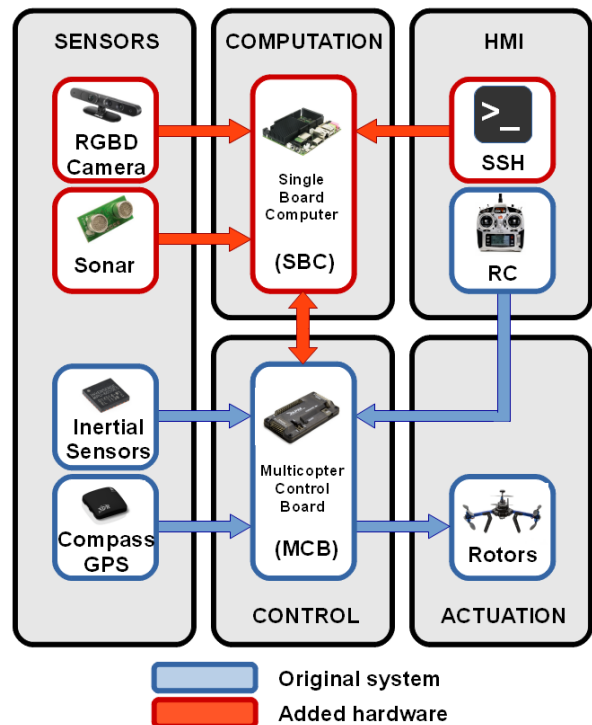 SENSORS
COMPUTATION
HMI
RGBD
Camera
Single
Board
Computer
(SBC)
>_
SSH
Sonar
RC
Inertial
Sensors
Multicopter
Control
Board
(MCB)
Compass
GPS
Rotors
CONTROL
ACTUATION
Original system
Added hardware